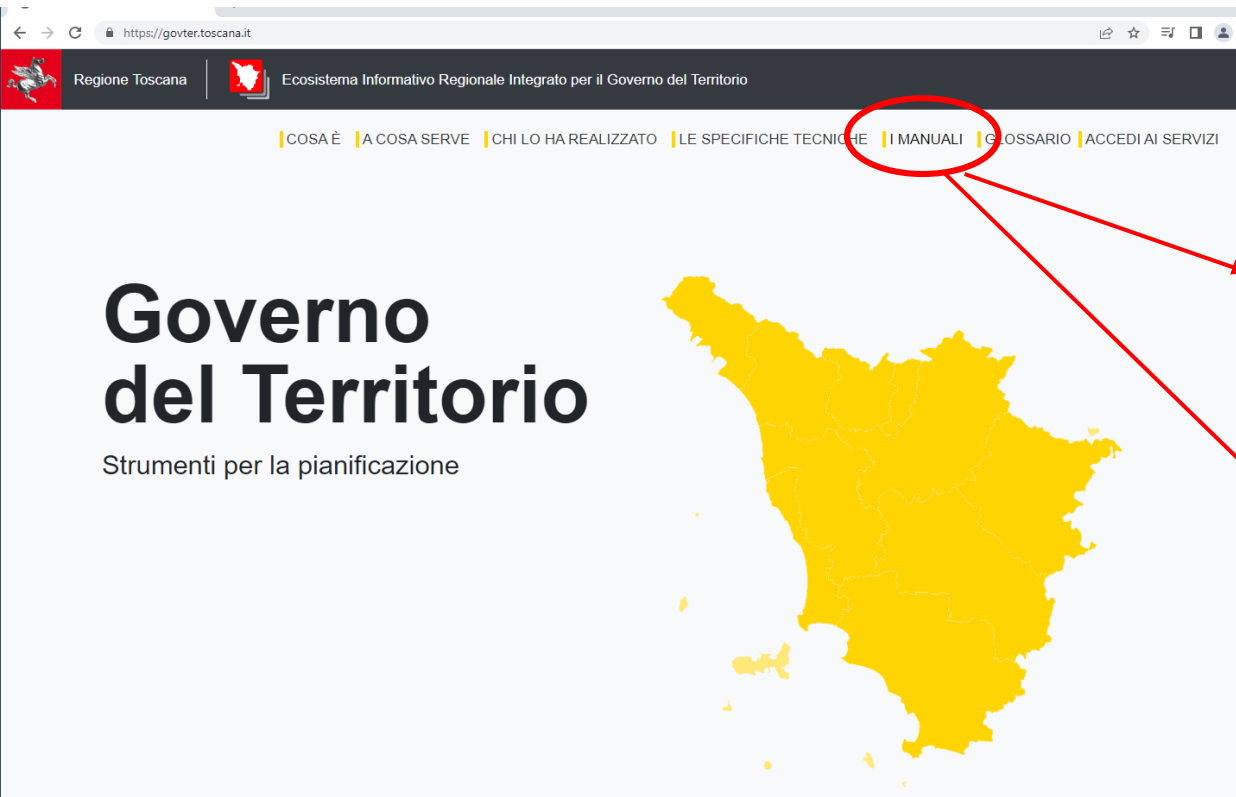 https://govter.toscana.it
Regione Toscana
Ecosistema Informativo Regionale Integrato per il Governo del Territorio
COSA È A COSA SERVE CHI LO HA REALIZZATO LE SPECIFICHE TECNICHE I MANUALI GLOSSARIO ACCEDI AI SERVIZI
Governo
del Territorio
Strumenti per la pianificazione